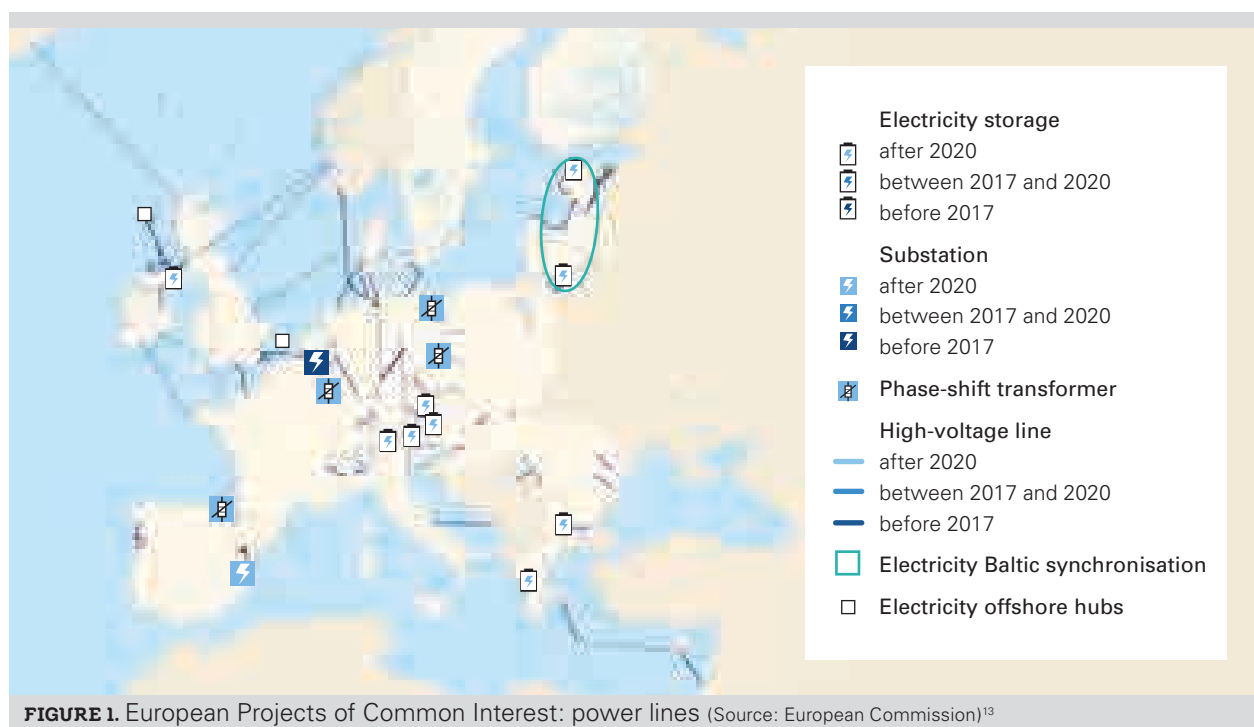 Electricity storage
after 2020
between 2017 and 2020
before 2017
Substation
after 2020
between 2017 and 2020
before 2017
Phase-shift transformer
High-voltage line
after 2020
between 2017 and 2020
before 2017
Electricity Baltic synchronisation
Electricity offshore hubs
FIGURE 1. European Projects of Common Interest: power lines (Source: European Commission)¹³